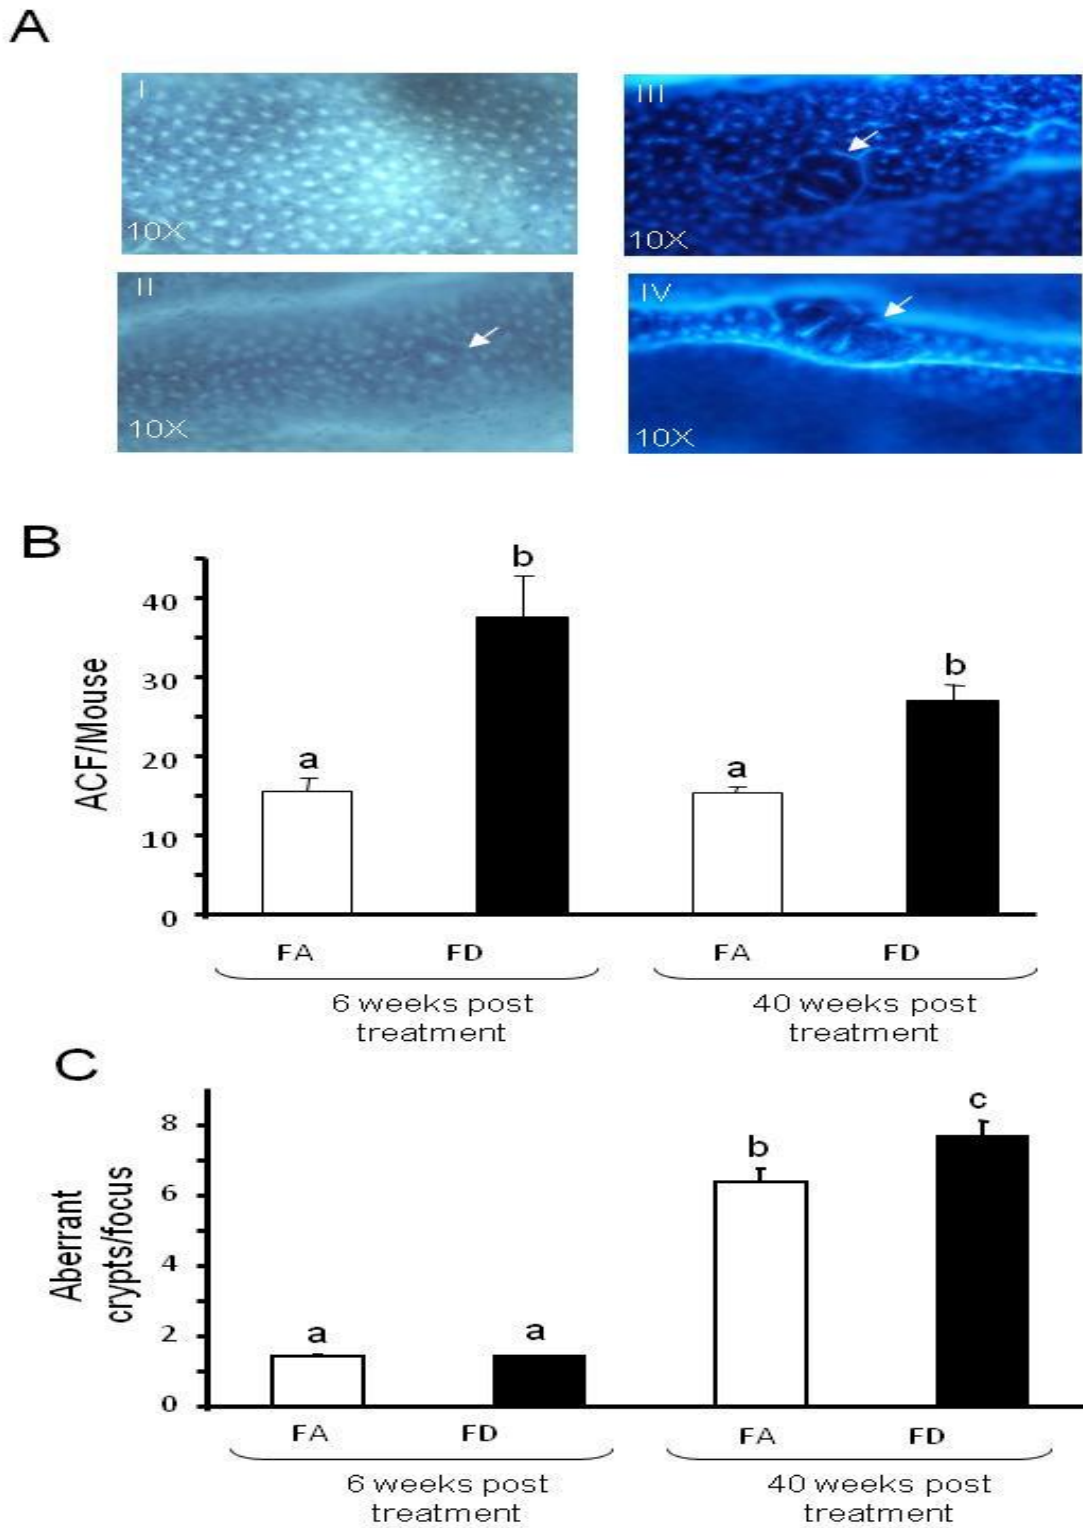 A
I
10X
III
10X
II
10X
IV
10X
B
ACF/Mouse
40
30
20
10
0
a
b
a
b
FA FD FA FD
6 weeks post
treatment
40 weeks post
treatment
C
Aberrant
crypts/focus
8
6
4
2
0
a
a
b
c
FA FD FA FD
6 weeks post
treatment
40 weeks post
treatment